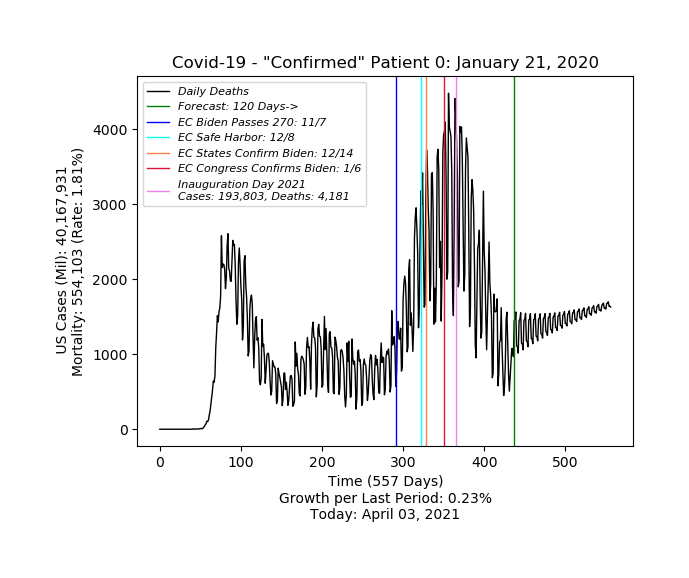 Covid-19 - "Confirmed" Patient 0: January 21, 2020
Daily Deaths
Forecast: 120 Days->
EC Biden Passes 270: 11/7
EC Safe Harbor: 12/8
EC States Confirm Biden: 12/14
EC Congress Confirms Biden: 1/6
Inauguration Day 2021
Cases: 193,803, Deaths: 4,181
US Cases (Mil): 40,167,931
Mortality: 554,103 (Rate: 1.81%)
4000
3000
2000
1000
0
0 100 200 300 400 500
Time (557 Days)
Growth per Last Period: 0.23%
Today: April 03, 2021